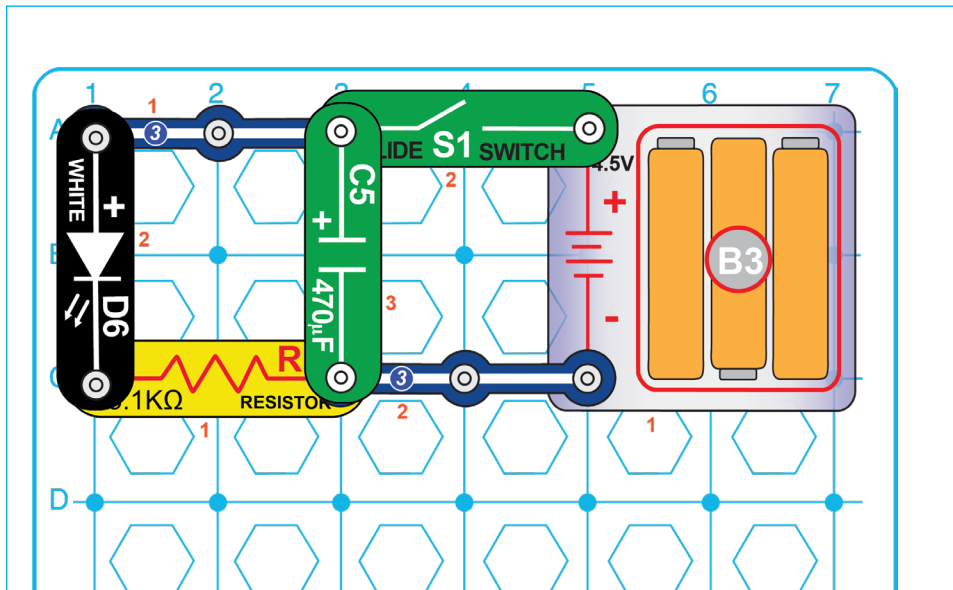 1 2 3 4 5 6 7
A
1
3
LIDE S1 SWITCH
4.5V
WHITE
+
D6
C5
+
470µF
2
2
+
-
B3
B
3
C
R
3
.1KΩ
RESISTOR
1
2
1
D